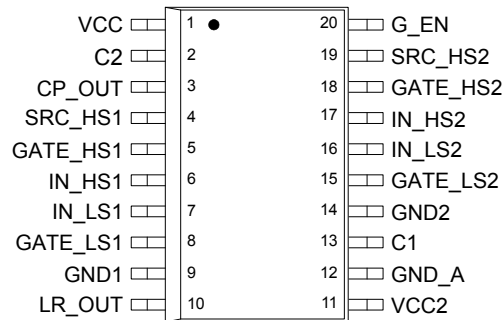 VCC 1 20 G_EN
C2 2 19 SRC_HS2
CP_OUT 3 18 GATE_HS2
SRC_HS1 4 17 IN_HS2
GATE_HS1 5 16 IN_LS2
IN_HS1 6 15 GATE_LS2
IN_LS1 7 14 GND2
GATE_LS1 8 13 C1
GND1 9 12 GND_A
LR_OUT 10 11 VCC2